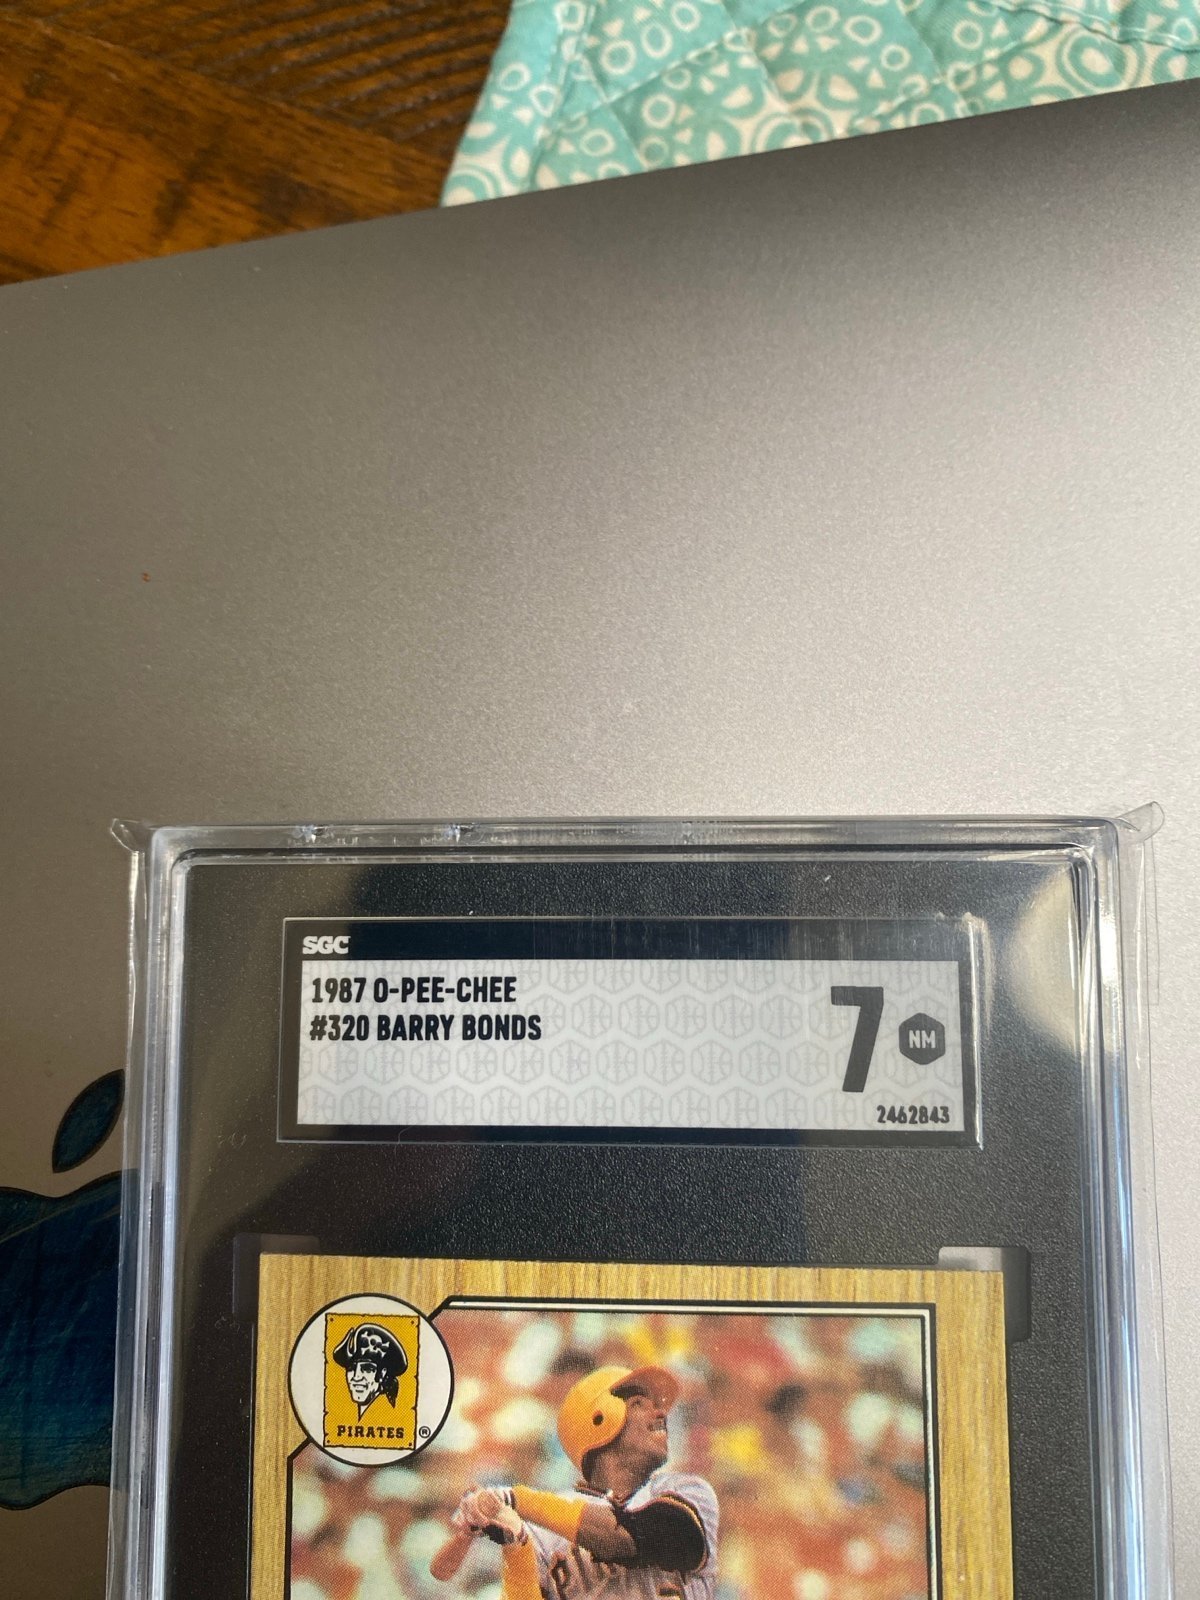 SGC
1987 O-PEE-CHEE
#320 BARRY BONDS
7 NM
2462843
PIRATES ®